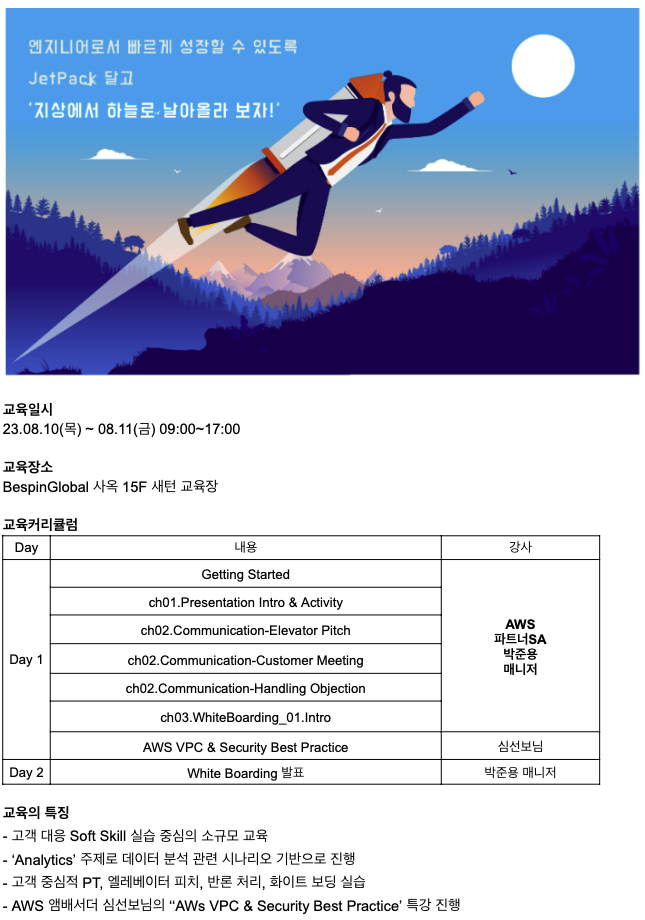 엔지니어로서 빠르게 성장할 수 있도록
JetPack 달고
'지상에서 하늘로 날아올라 보자!'
교육일시
23.08.10(목) ~ 08.11(금) 09:00~17:00
교육장소
BespinGlobal 사옥 15F 새턴 교육장
교육커리큘럼
Day 내용 강사
Getting Started
ch01.Presentation Intro & Activity
ch02.Communication-Elevator Pitch
Day 1
ch02.Communication-Customer Meeting
ch02.Communication-Handling Objection
ch03.WhiteBoarding_01.Intro
AWS
파트너SA
박준용
매니저
AWS VPC & Security Best Practice 심선보님
Day 2 White Boarding 발표 박준용 매니저
교육의 특징
- 고객 대응 Soft Skill 실습 중심의 소규모 교육
- ‘Analytics’ 주제로 데이터 분석 관련 시나리오 기반으로 진행
- 고객 중심적 PT, 엘레베이터 피치, 반론 처리, 화이트 보딩 실습
- AWS 앰배서더 심선보님의 “AWs VPC & Security Best Practice’ 특강 진행